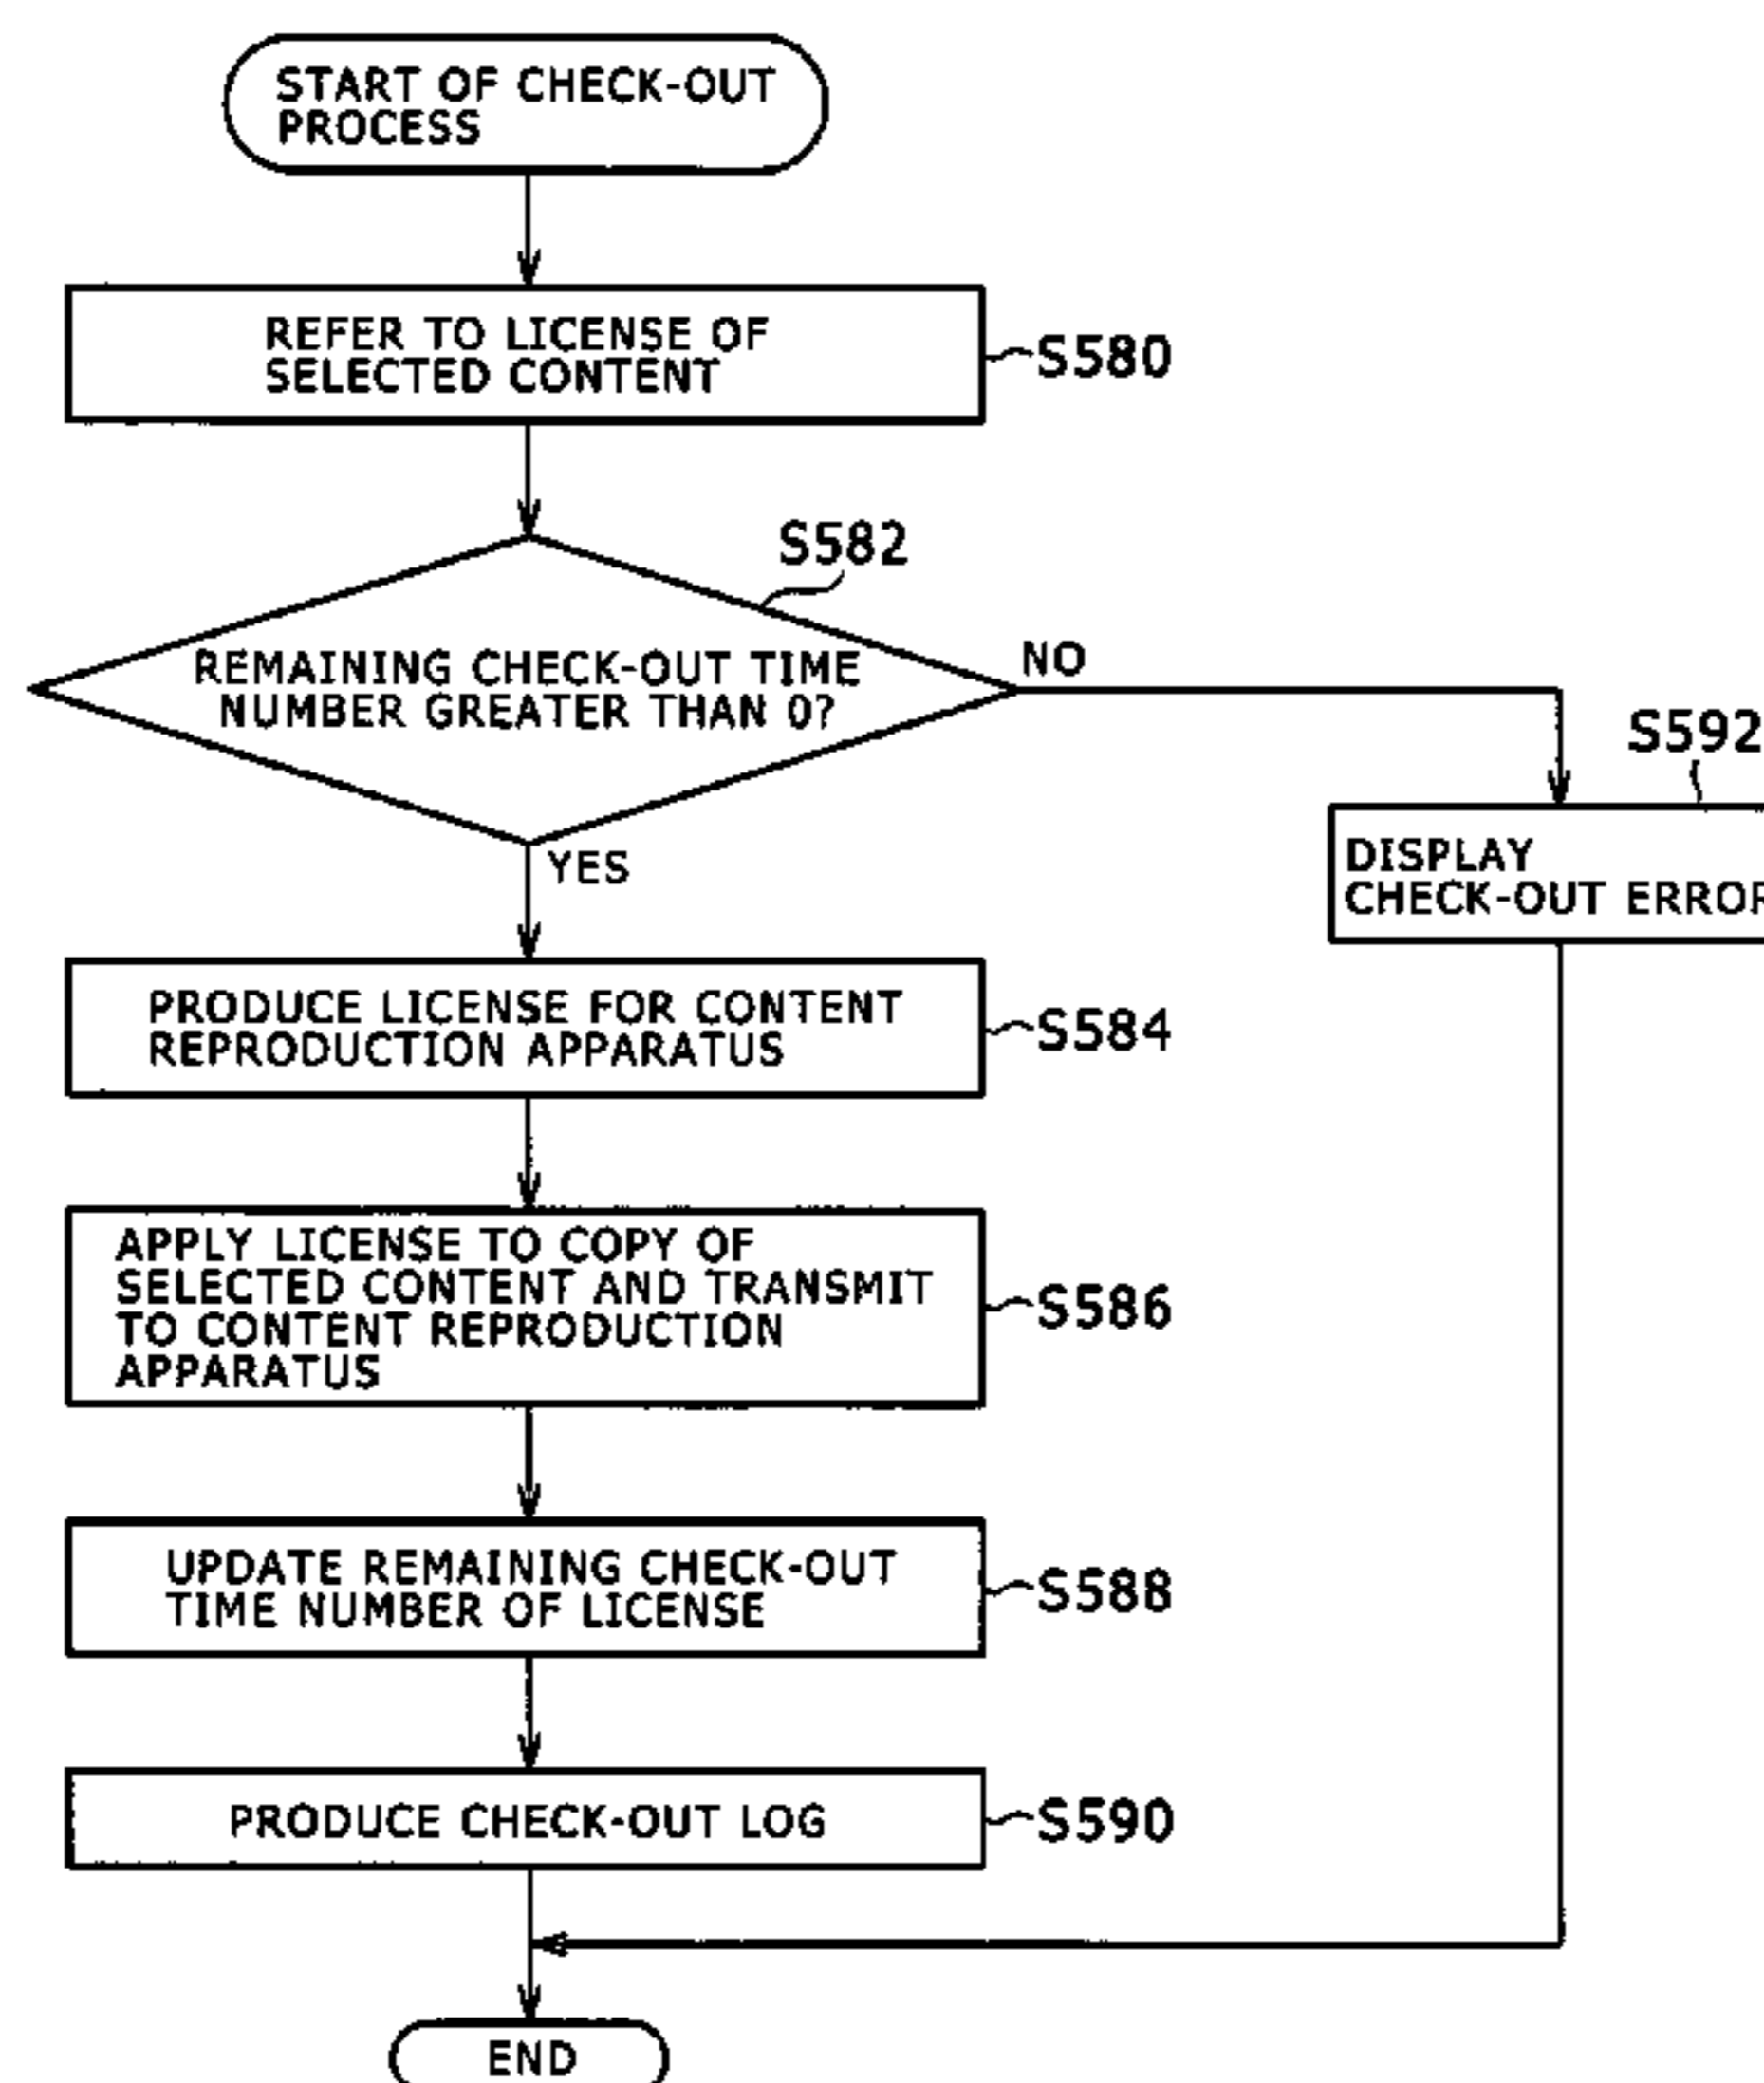 START OF CHECK-OUT
PROCESS
REFER TO LICENSE OF
SELECTED CONTENT
S580
S582
REMAINING CHECK-OUT TIME
NUMBER GREATER THAN 0?
NO
S592
DISPLAY
CHECK-OUT ERROR
YES
PRODUCE LICENSE FOR CONTENT
REPRODUCTION APPARATUS
S584
APPLY LICENSE TO COPY OF
SELECTED CONTENT AND TRANSMIT
TO CONTENT REPRODUCTION
APPARATUS
S586
UPDATE REMAINING CHECK-OUT
TIME NUMBER OF LICENSE
S588
PRODUCE CHECK-OUT LOG
S590
END